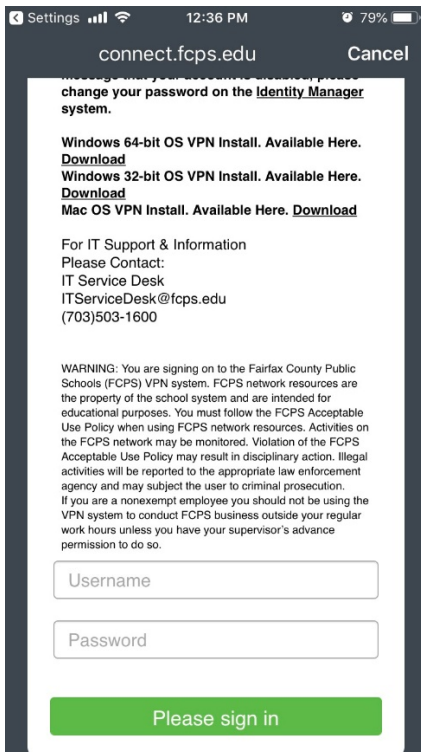 Settings 12:36 PM 79%
connect.fcps.edu Cancel
message that your account is disabled, please
change your password on the Identity Manager
system.
Windows 64-bit OS VPN Install. Available Here.
Download
Windows 32-bit OS VPN Install. Available Here.
Download
Mac OS VPN Install. Available Here. Download
For IT Support & Information
Please Contact:
IT Service Desk
ITServiceDesk@fcps.edu
(703)503-1600
WARNING: You are signing on to the Fairfax County Public
Schools (FCPS) VPN system. FCPS network resources are
the property of the school system and are intended for
educational purposes. You must follow the FCPS Acceptable
Use Policy when using FCPS network resources. Activities on
the FCPS network may be monitored. Violation of the FCPS
Acceptable Use Policy may result in disciplinary action. Illegal
activities will be reported to the appropriate law enforcement
agency and may subject the user to criminal prosecution.
If you are a nonexempt employee you should not be using the
VPN system to conduct FCPS business outside your regular
work hours unless you have your supervisor's advance
permission to do so.
Username
Password
Please sign in